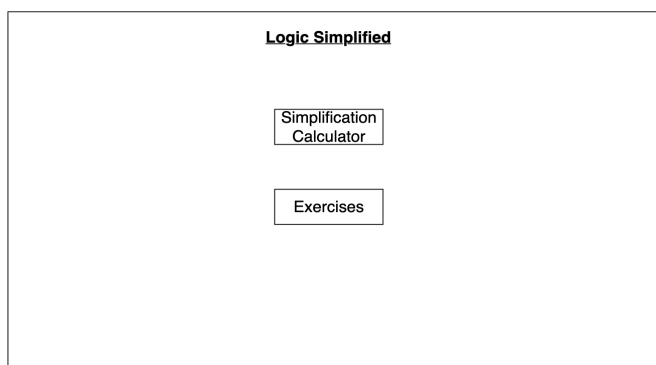 Logic Simplified
Simplification
Calculator
Exercises